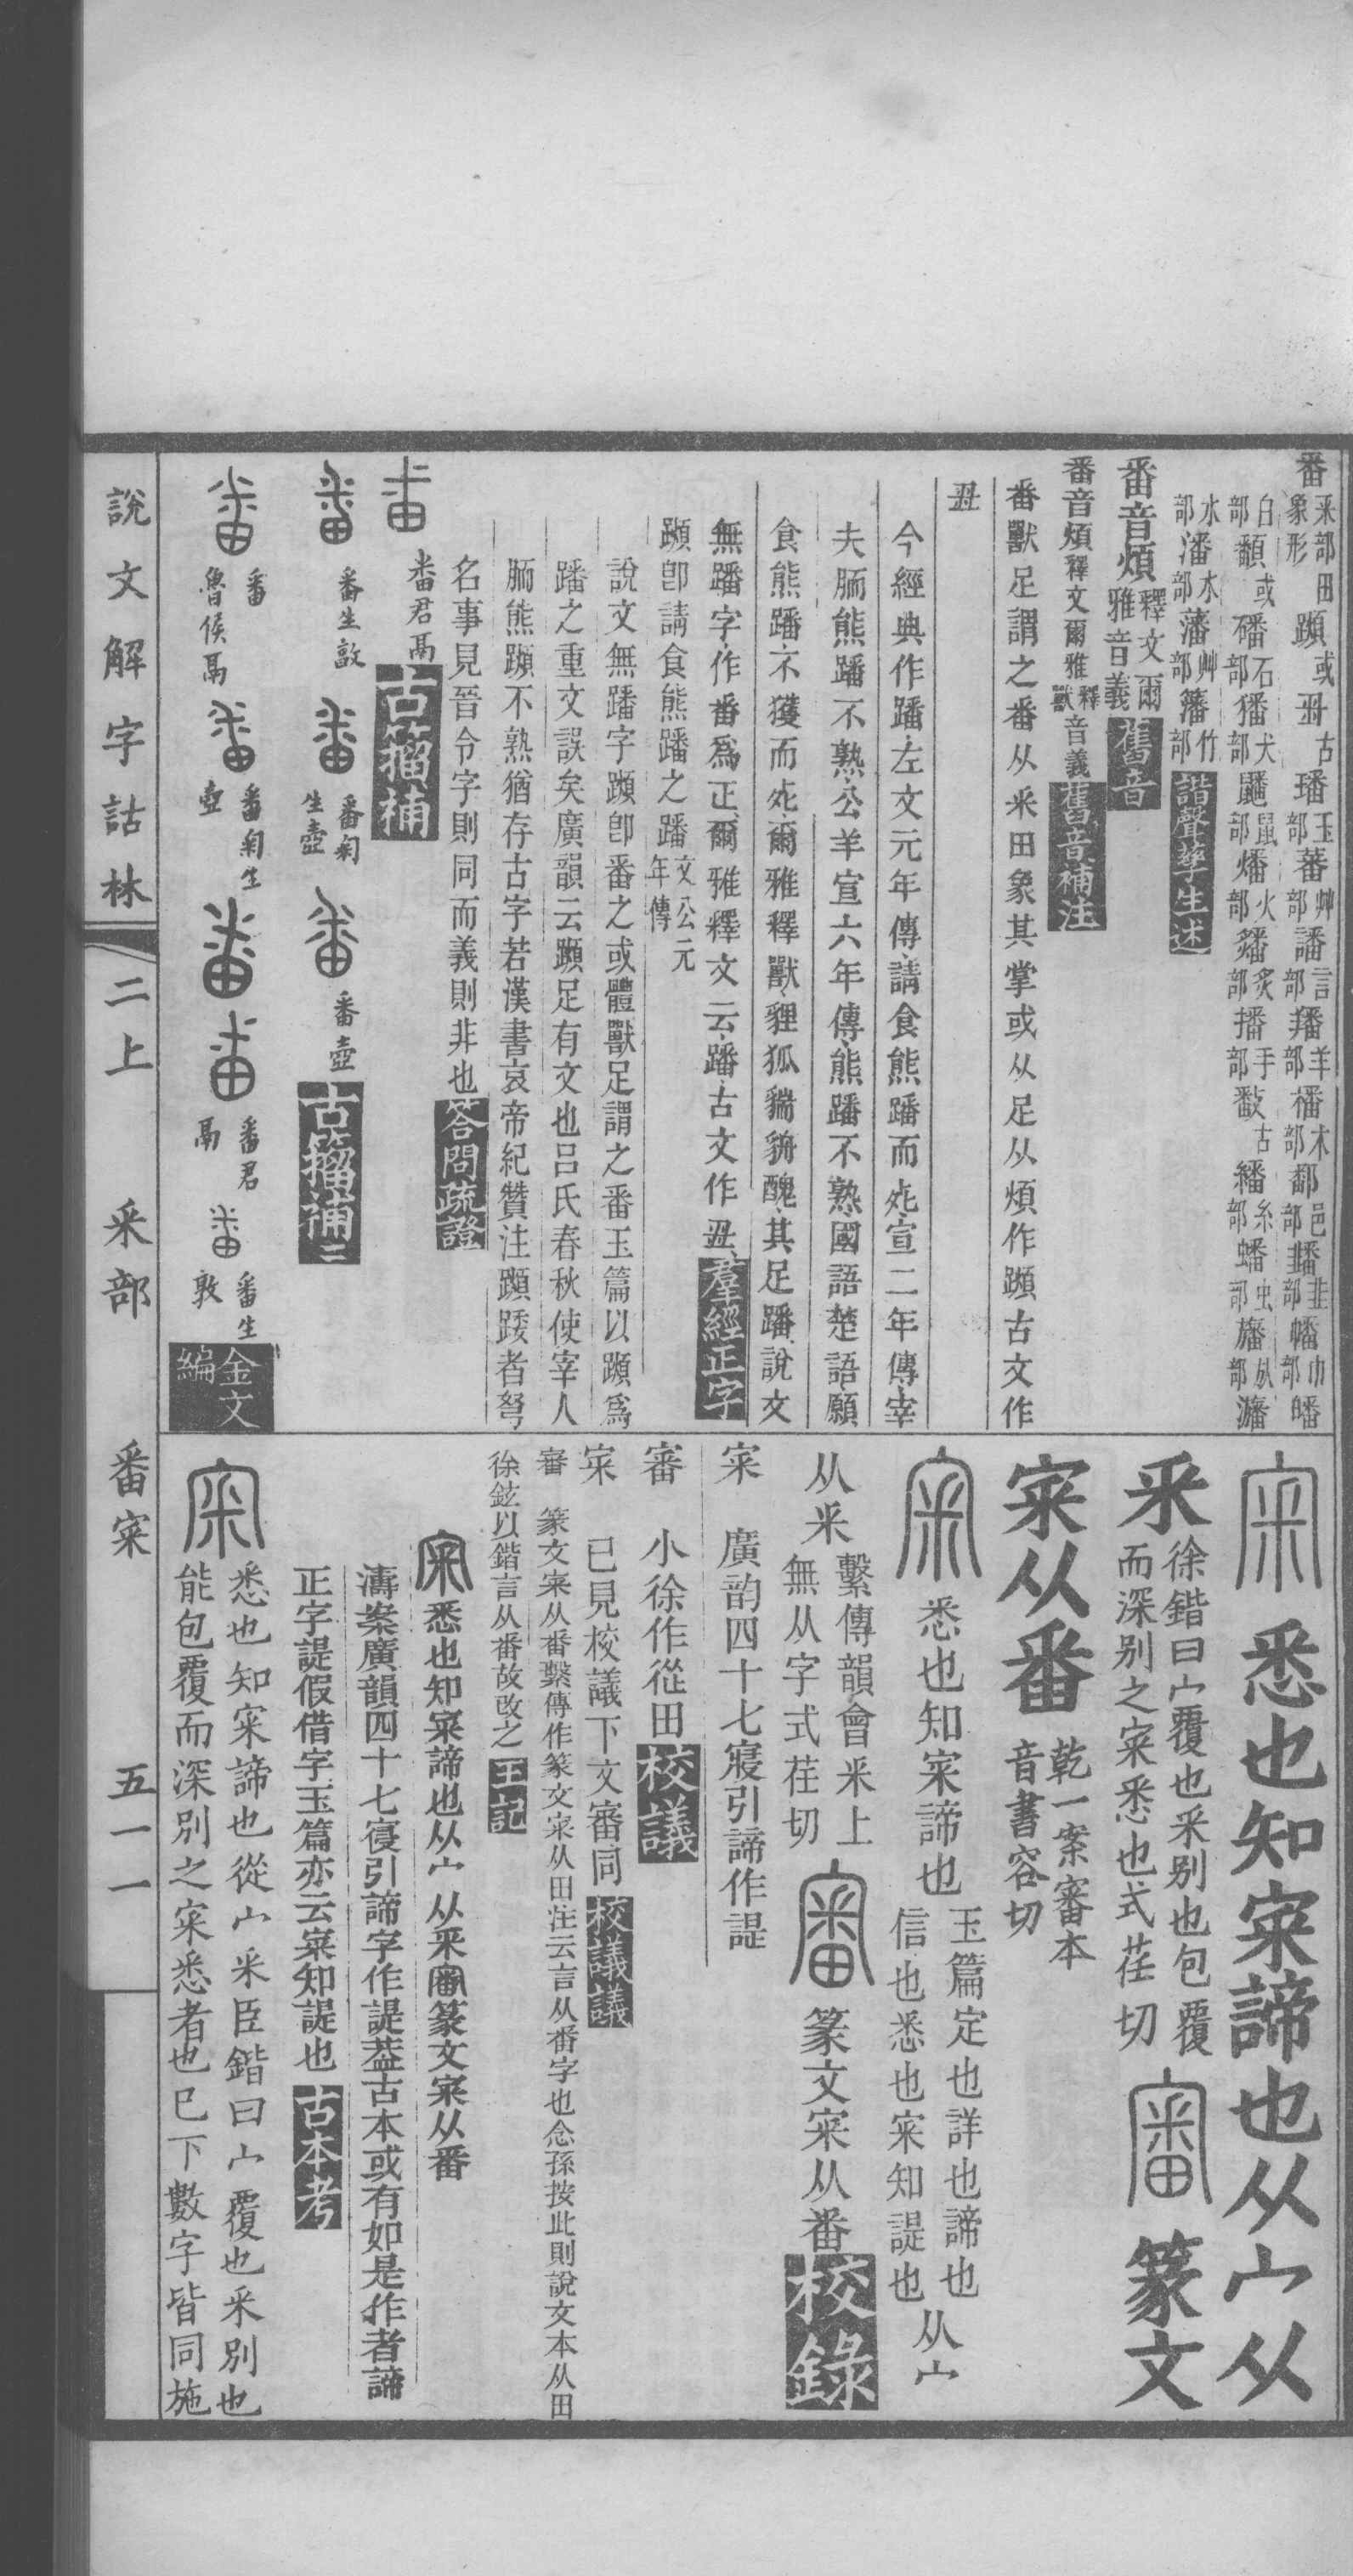 番釆部田象形蹞或𥸨古璠玉部蕃艸部譒言部羳羊部橎木部鄱邑部韛韭部幡巾部皤
白部䪤或磻石部獦犬部鼶鼠部燔火部䊩炙部播手部𢿥古繙糸部蟠虫部旛㫃部瀋
水部潘水部藩艸部籓竹部諧聲孳生述
番音煩釋文爾雅音義舊音
番音煩釋文爾雅釋獸音義舊音補注
番獸足謂之番从釆田象其掌或从足从煩作蹞古文作
𠃨
今經典作蹯左文元年傳請食熊蹯而死宣二年傳宰
夫胹熊蹯不熟公羊宣六年傳熊蹯不熟國語楚語願
食熊蹯不獲而死爾雅釋獸貍狐貒貈醜其足蹯說文
無蹯字作番爲正爾雅釋文云蹯古文作𠃨羣經正字
蹞卽請食熊蹯之蹯文公元年傳
說文無蹯字蹞卽番之或體獸足謂之番玉篇以蹞爲
蹯之重文誤矣廣韻云蹞足有文也呂氏春秋使宰人
胹熊蹞不熟猶存古字若漢書哀帝紀贊注蹞踒者弩
名事見晉令字則同而義則非也答問疏證
番君鬲古籀補
番生敦 番匊生壺 番壺古籀補二
番魯侯鬲 番匊生壺 番君鬲 番生敦金文編
宷悉也知宷諦也从宀从
釆徐鍇曰宀覆也釆別也包覆而深别之宷悉也式荏切 審篆文
宷从番乾一案審本音書容切
宷悉也知宷諦也玉篇定也詳也諦也信也悉也宷知諟也从宀
从釆繫傳韻會釆上無从字式荏切 審篆文宷从番校錄
宷 廣韵四十七寑引諦作諟
審 小徐作從田校議
宷 已見校議下文審同校議議
審 篆文宷从番繫傳作篆文宷从田注云言从番字也念孫按此則說文本从田
徐鉉以鍇言从番故改之王記
宷悉也知宷諦也从宀从釆審篆文宷从番
濤案廣韻四十七寑引諦字作諟葢古本或有如是作者諦
正字諟假借字玉篇亦云宷知諟也古本考
宷悉也知宷諦也從宀釆臣鍇曰宀覆也釆別也能包覆而深別之宷悉者也巳下數字皆同施
說文解字詁林 二上 釆部 番宷 五一一